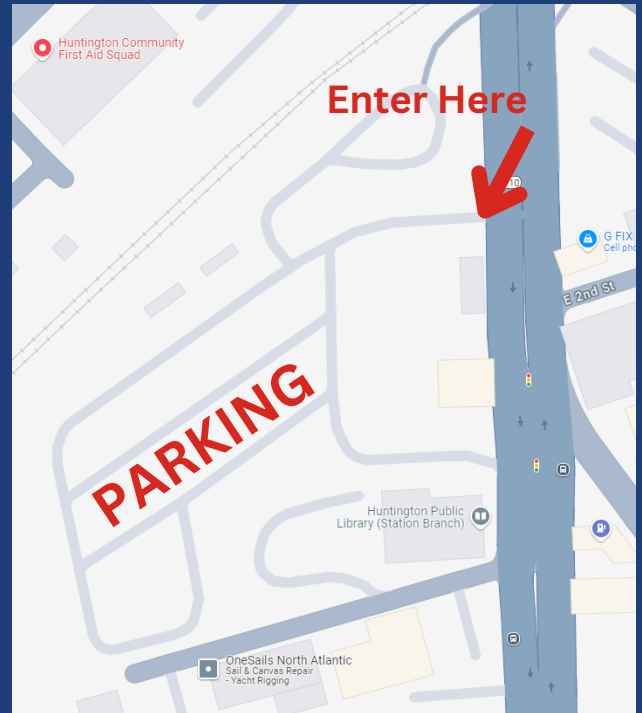 Huntington Community
First Aid Squad
Enter Here
10
G FIX
Cell pho
E 2nd St
PARKING
Huntington Public
Library (Station Branch)
OneSails North Atlantic
Sail & Canvas Repair
- Yacht Rigging